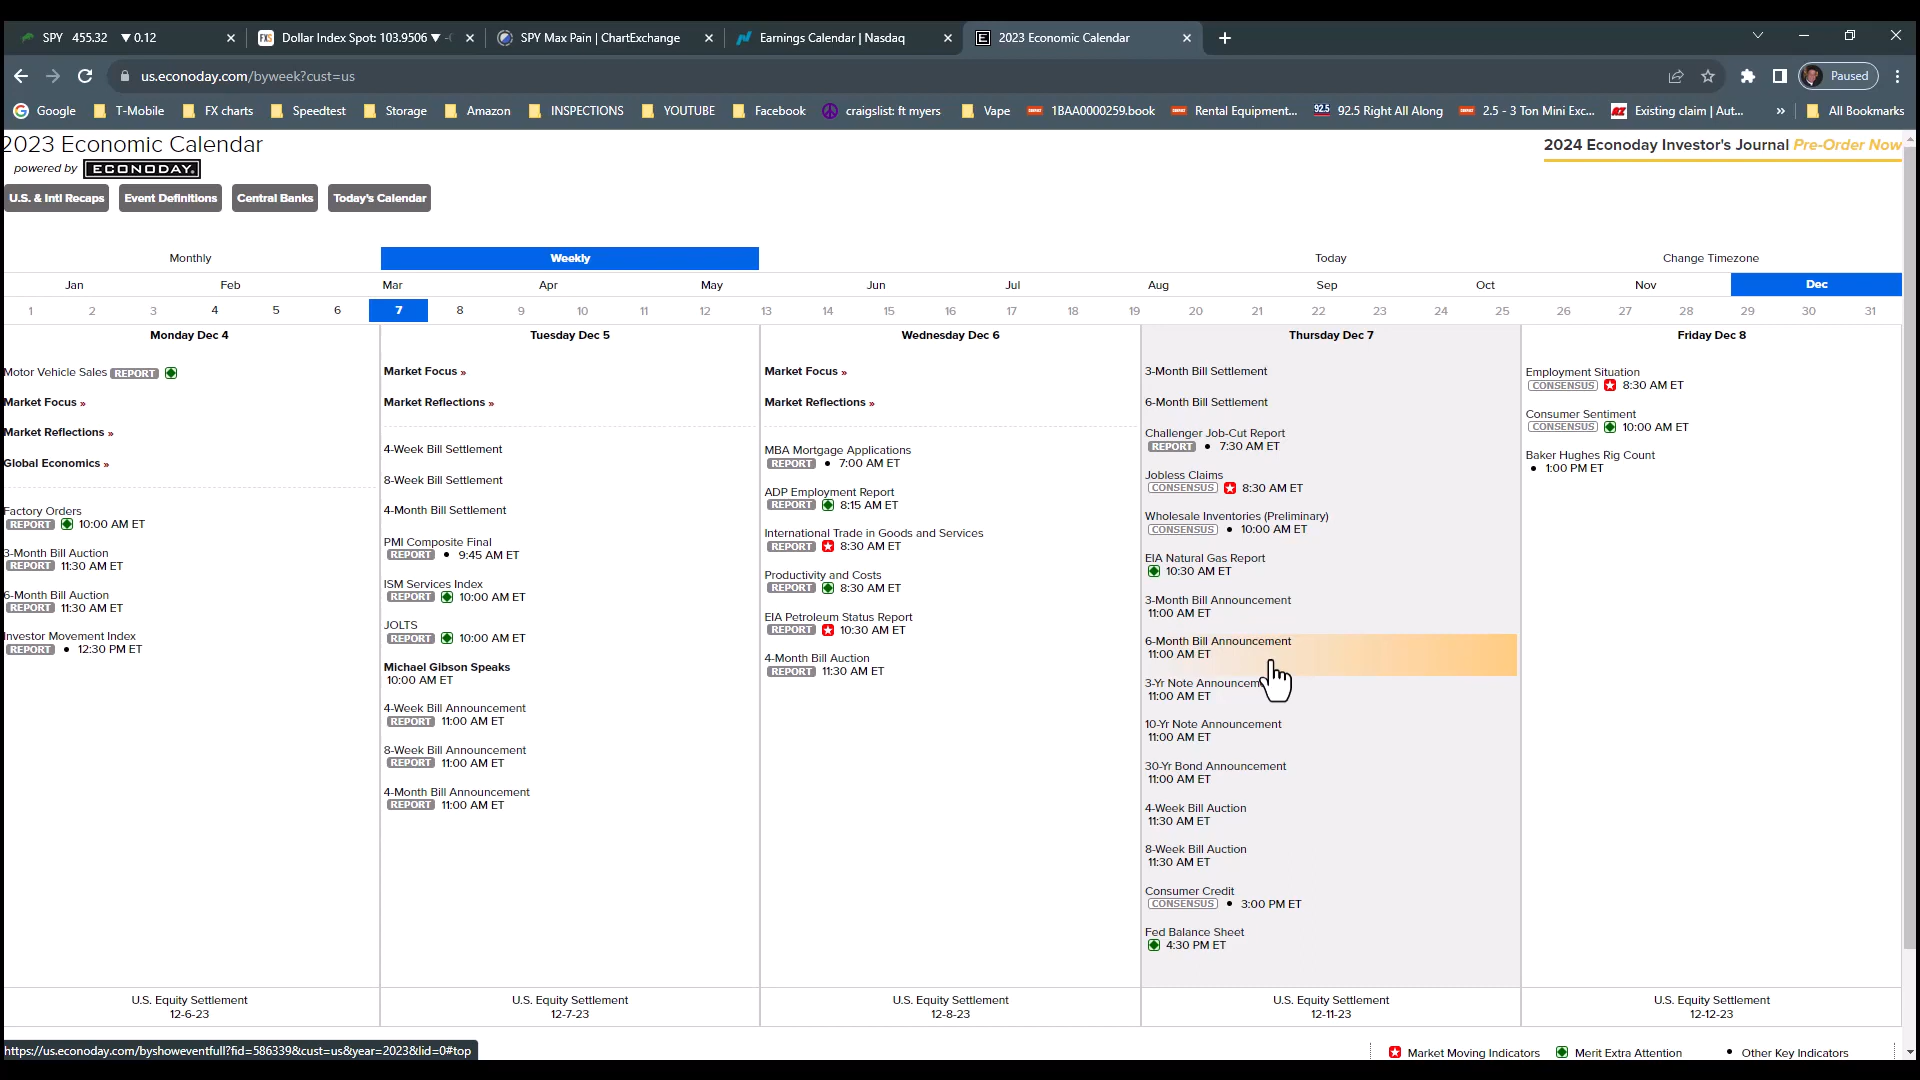 SPY 455.32 ▼0.12
Dollar Index Spot: 103.9506 ▼
SPY Max Pain | ChartExchange
Earnings Calendar | Nasdaq
2023 Economic Calendar
us.econoday.com/byweek?cust=us
Paused
Google
T-Mobile
FX charts
Speedtest
Storage
Amazon
INSPECTIONS
YOUTUBE
Facebook
craigslist: ft myers
Vape
1BAA0000259.book
Rental Equipment...
92.5 Right All Along
2.5 - 3 Ton Mini Exc...
Existing claim | Aut...
»
All Bookmarks
2023 Economic Calendar
powered by ECONODAY
2024 Econoday Investor's Journal Pre-Order Now
U.S. & Intl Recaps
Event Definitions
Central Banks
Today's Calendar
Monthly Weekly Today Change Timezone
Jan Feb Mar Apr May Jun Jul Aug Sep Oct Nov Dec
1 2 3 4 5 6 7 8 9 10 11 12 13 14 15 16 17 18 19 20 21 22 23 24 25 26 27 28 29 30 31
Monday Dec 4
Motor Vehicle Sales REPORT
Market Focus »
Market Reflections »
Global Economics »
Factory Orders
REPORT 10:00 AM ET
3-Month Bill Auction
REPORT 11:30 AM ET
6-Month Bill Auction
REPORT 11:30 AM ET
Investor Movement Index
REPORT • 12:30 PM ET
U.S. Equity Settlement
12-6-23
Tuesday Dec 5
Market Focus »
Market Reflections »
4-Week Bill Settlement
8-Week Bill Settlement
4-Month Bill Settlement
PMI Composite Final
REPORT • 9:45 AM ET
ISM Services Index
REPORT 10:00 AM ET
JOLTS
REPORT 10:00 AM ET
Michael Gibson Speaks
10:00 AM ET
4-Week Bill Announcement
REPORT 11:00 AM ET
8-Week Bill Announcement
REPORT 11:00 AM ET
4-Month Bill Announcement
REPORT 11:00 AM ET
U.S. Equity Settlement
12-7-23
Wednesday Dec 6
Market Focus »
Market Reflections »
MBA Mortgage Applications
REPORT • 7:00 AM ET
ADP Employment Report
REPORT 8:15 AM ET
International Trade in Goods and Services
REPORT 8:30 AM ET
Productivity and Costs
REPORT 8:30 AM ET
EIA Petroleum Status Report
REPORT 10:30 AM ET
4-Month Bill Auction
REPORT 11:30 AM ET
U.S. Equity Settlement
12-8-23
Thursday Dec 7
3-Month Bill Settlement
6-Month Bill Settlement
Challenger Job-Cut Report
REPORT • 7:30 AM ET
Jobless Claims
CONSENSUS 8:30 AM ET
Wholesale Inventories (Preliminary)
CONSENSUS • 10:00 AM ET
EIA Natural Gas Report
10:30 AM ET
3-Month Bill Announcement
11:00 AM ET
6-Month Bill Announcement
11:00 AM ET
3-Yr Note
11:00 AM ET
10-Yr Note Announcement
11:00 AM ET
30-Yr Bond Announcement
11:00 AM ET
4-Week Bill Auction
11:30 AM ET
8-Week Bill Auction
11:30 AM ET
Consumer Credit
CONSENSUS • 3:00 PM ET
Fed Balance Sheet
4:30 PM ET
U.S. Equity Settlement
12-11-23
Friday Dec 8
Employment Situation
CONSENSUS 8:30 AM ET
Consumer Sentiment
CONSENSUS 10:00 AM ET
Baker Hughes Rig Count
• 1:00 PM ET
U.S. Equity Settlement
12-12-23
https://us.econoday.com/byshoweventfull?fid=586339&cust=us&year=2023&lid=0#top
Market Moving Indicators Merit Extra Attention • Other Key Indicators